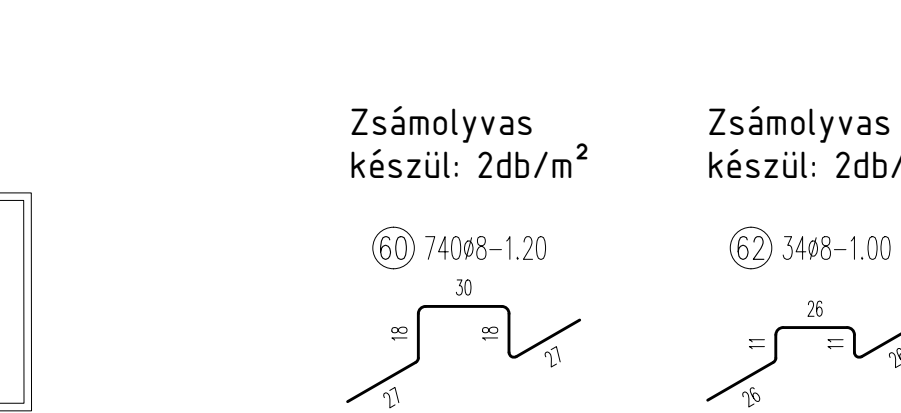 Zsámolyvas
készül: 2db/m²
60 740ø8-1.20
30
18
18
27
27
Zsámolyvas
készül: 2db/
62 34ø8-1.00
26
11
11
26